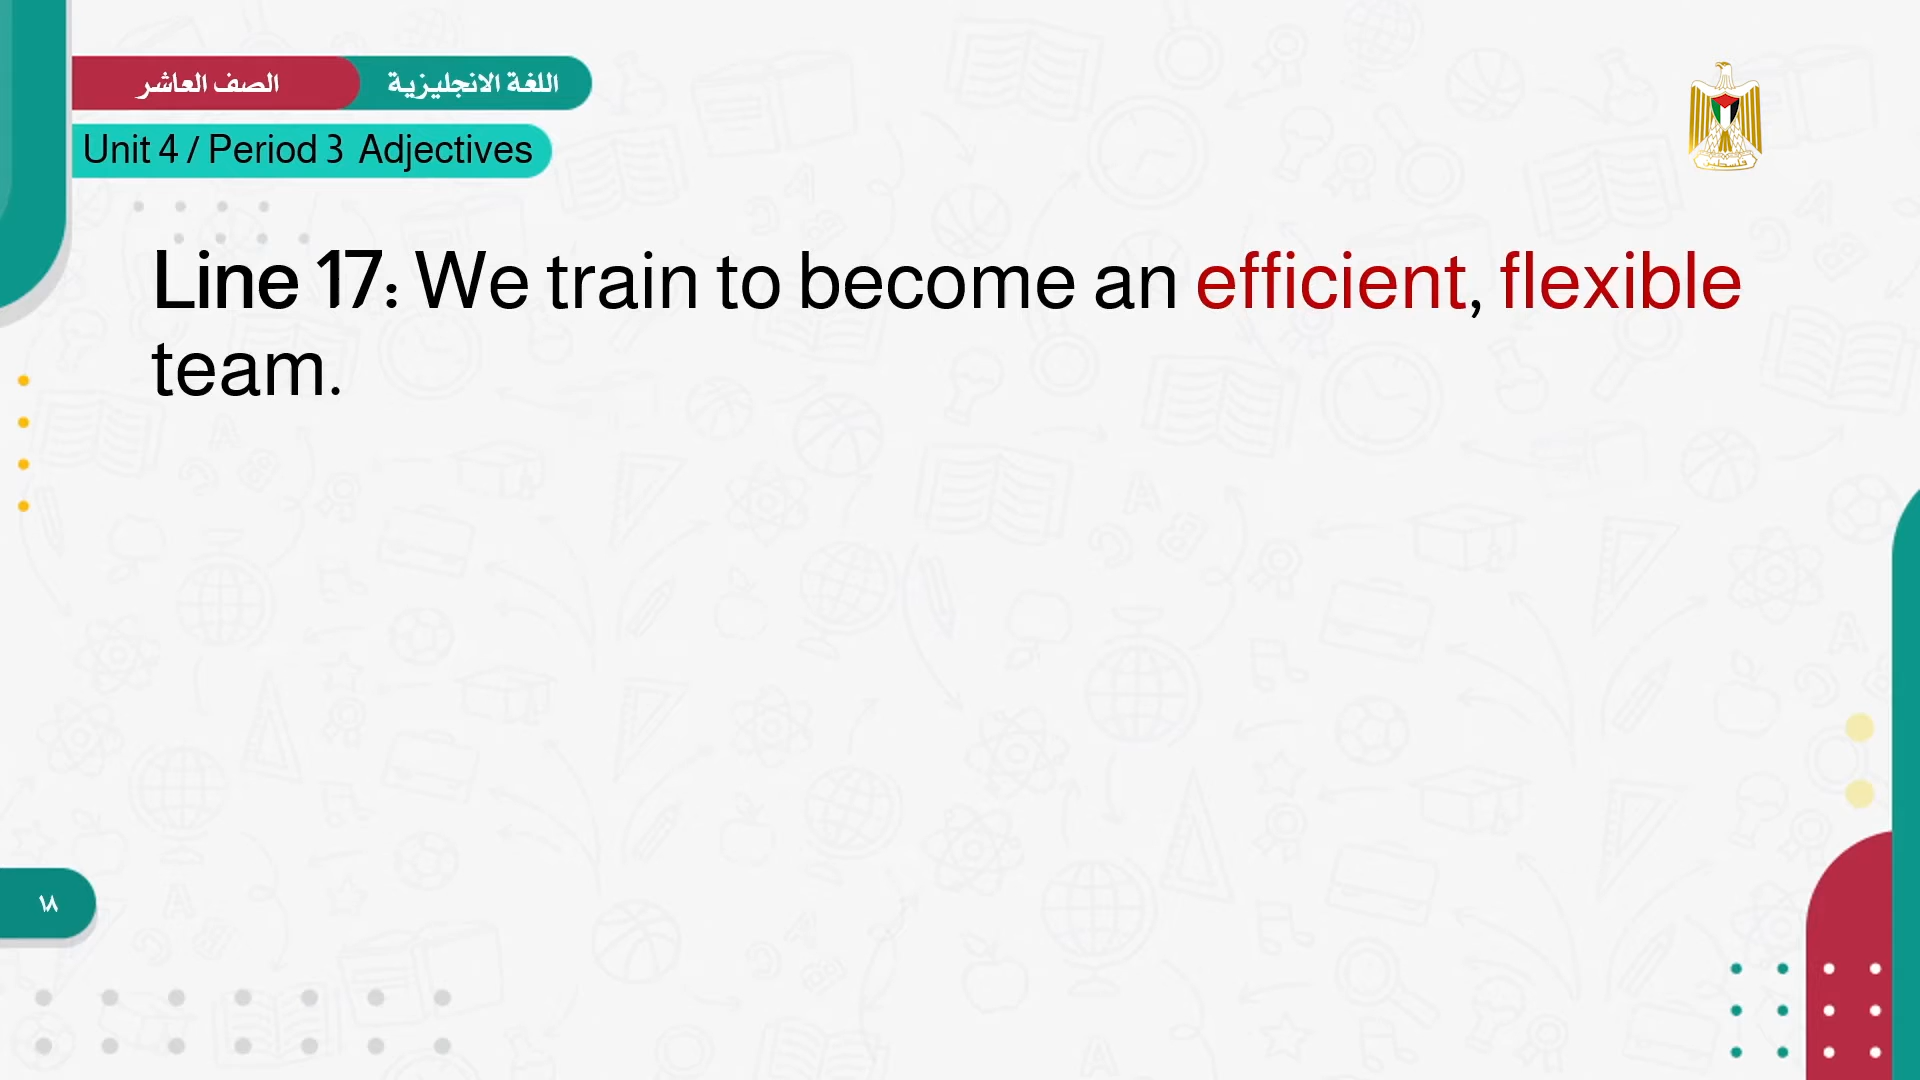 اللغة الانجليزية
الصف العاشر
Unit 4 / Period 3 Adjectives
فلسطين
Line 17: We train to become an efficient, flexible
team.
١٨